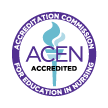 ACCREDITATION COMMISSION
ACEN
ACCREDITED
FOR EDUCATION IN NURSING